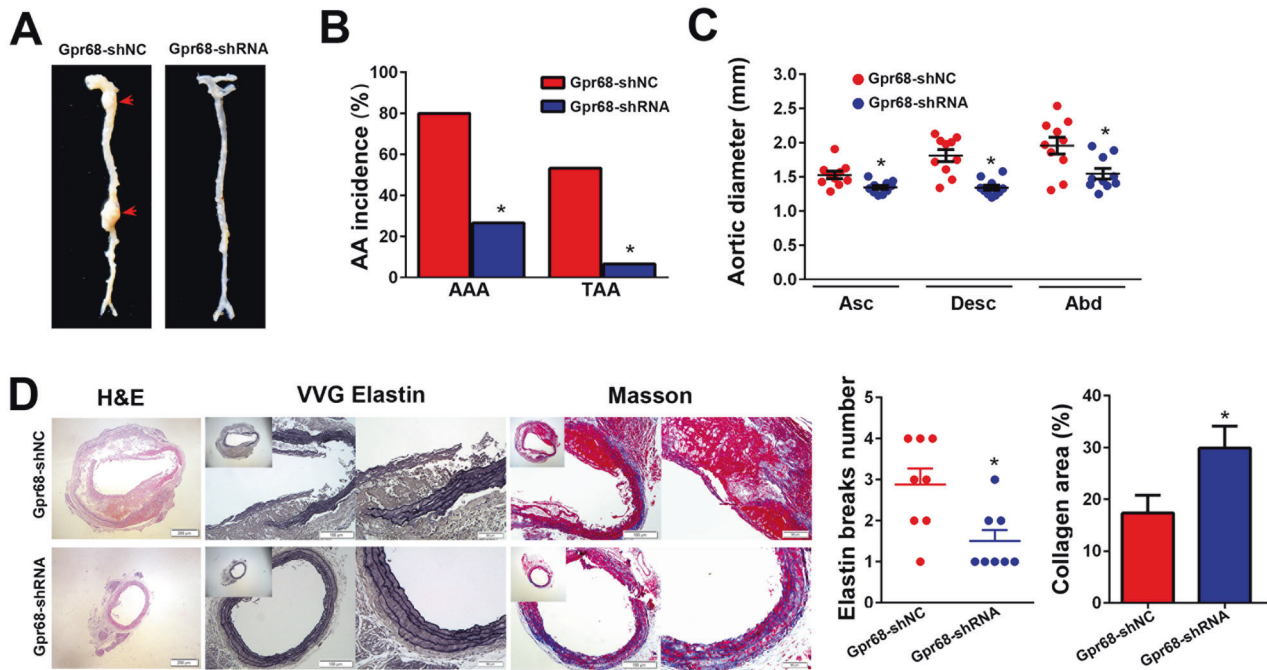 A
Gpr68-shNC Gpr68-shRNA
B
AA incidence (%)
100
80
60
40
20
0
Gpr68-shNC
Gpr68-shRNA
*
*
AAA TAA
C
Aortic diameter (mm)
3.0
2.5
2.0
1.5
1.0
0.5
0.0
Gpr68-shNC
Gpr68-shRNA
* * *
Asc Desc Abd
D
H&E VVG Elastin Masson
Gpr68-shNC
Gpr68-shRNA
Elastin breaks number
5
4
3
2
1
0
*
Gpr68-shNC Gpr68-shRNA
Collagen area (%)
40
30
20
10
0
*
Gpr68-shNC Gpr68-shRNA